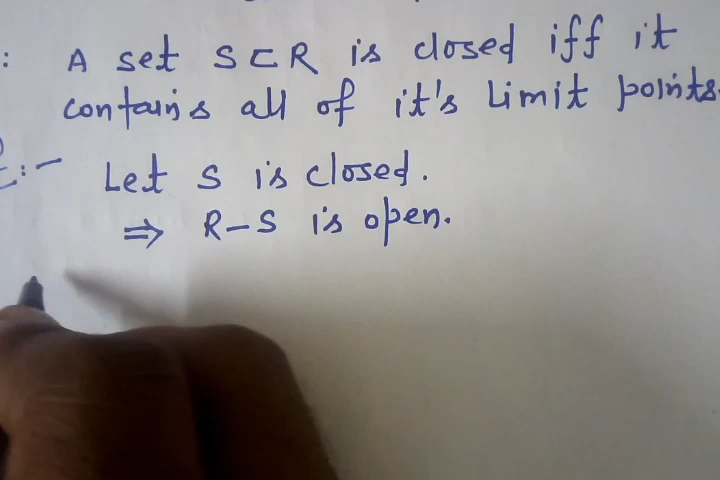 : A set S ⊂ R is closed iff it
contains all of it's Limit points.
:- Let S is closed.
⇒ R-S is open.